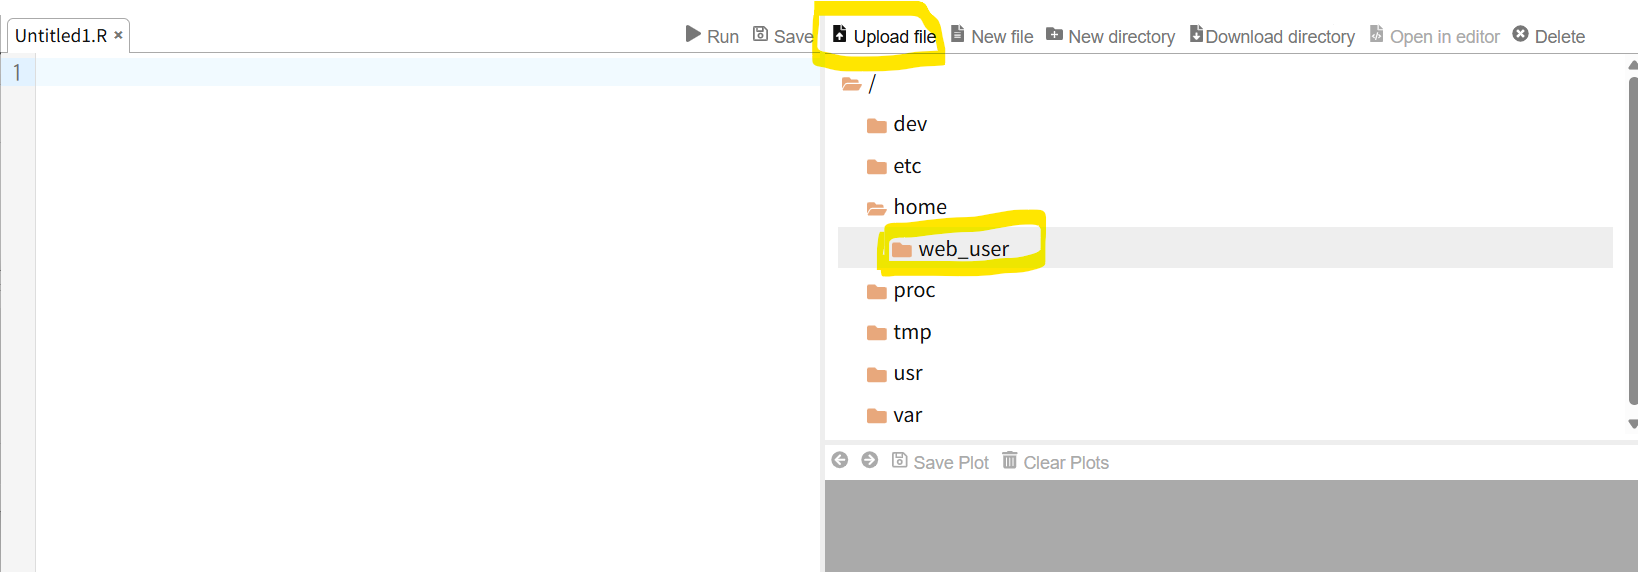 Untitled1.R × Run Save Upload file New file New directory Download directory Open in editor Delete
1
/
dev
etc
home
web_user
proc
tmp
usr
var
Save Plot Clear Plots